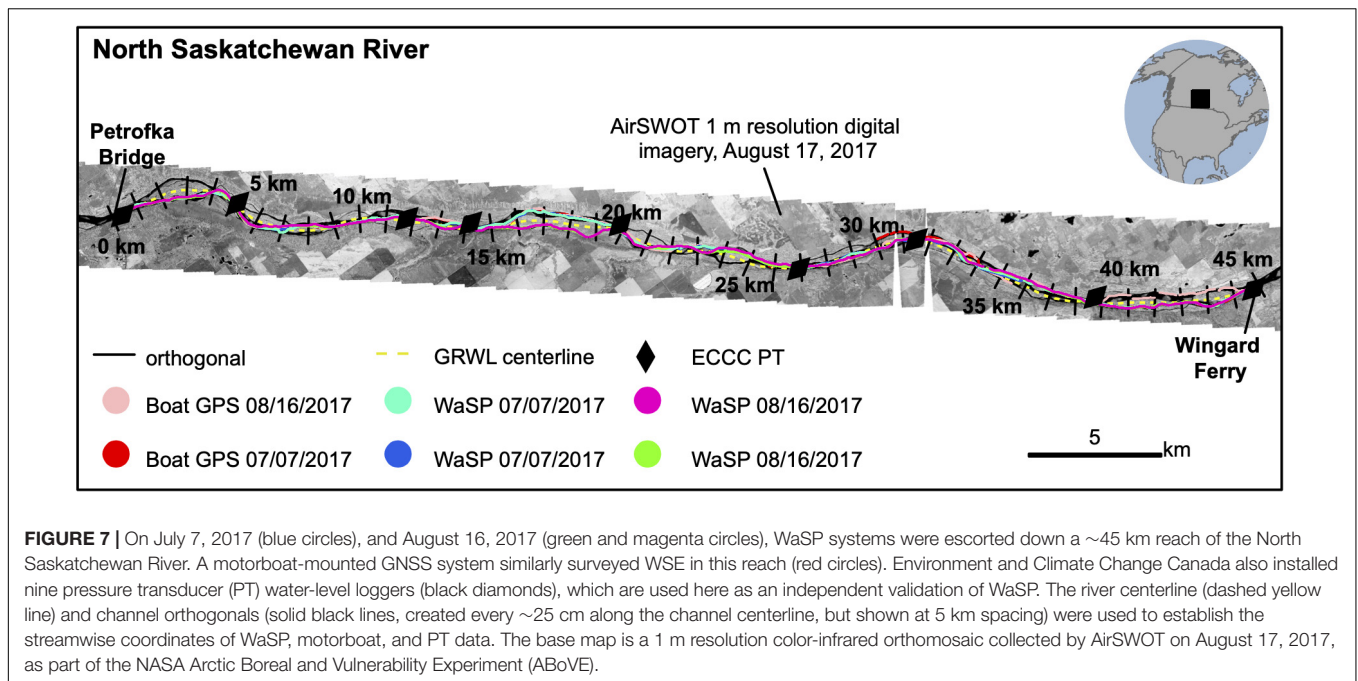 North Saskatchewan River
Petrofka
Bridge
AirSWOT 1 m resolution digital
imagery, August 17, 2017
0 km
5 km
10 km
15 km
20 km
25 km
30 km
35 km
40 km
45 km
Wingard
Ferry
orthogonal
GRWL centerline
ECCC PT
Boat GPS 08/16/2017
WaSP 07/07/2017
WaSP 08/16/2017
Boat GPS 07/07/2017
WaSP 07/07/2017
WaSP 08/16/2017
5
km
FIGURE 7 | On July 7, 2017 (blue circles), and August 16, 2017 (green and magenta circles), WaSP systems were escorted down a ~45 km reach of the North
Saskatchewan River. A motorboat-mounted GNSS system similarly surveyed WSE in this reach (red circles). Environment and Climate Change Canada also installed
nine pressure transducer (PT) water-level loggers (black diamonds), which are used here as an independent validation of WaSP. The river centerline (dashed yellow
line) and channel orthogonals (solid black lines, created every ~25 cm along the channel centerline, but shown at 5 km spacing) were used to establish the
streamwise coordinates of WaSP, motorboat, and PT data. The base map is a 1 m resolution color-infrared orthomosaic collected by AirSWOT on August 17, 2017,
as part of the NASA Arctic Boreal and Vulnerability Experiment (ABoVE).